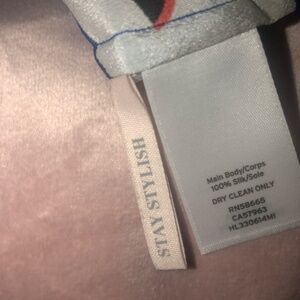 STAY STYLISH
Main Body/Corps
100% Silk/Soie
DRY CLEAN ONLY
RN58665
CA57963
HL330614MI